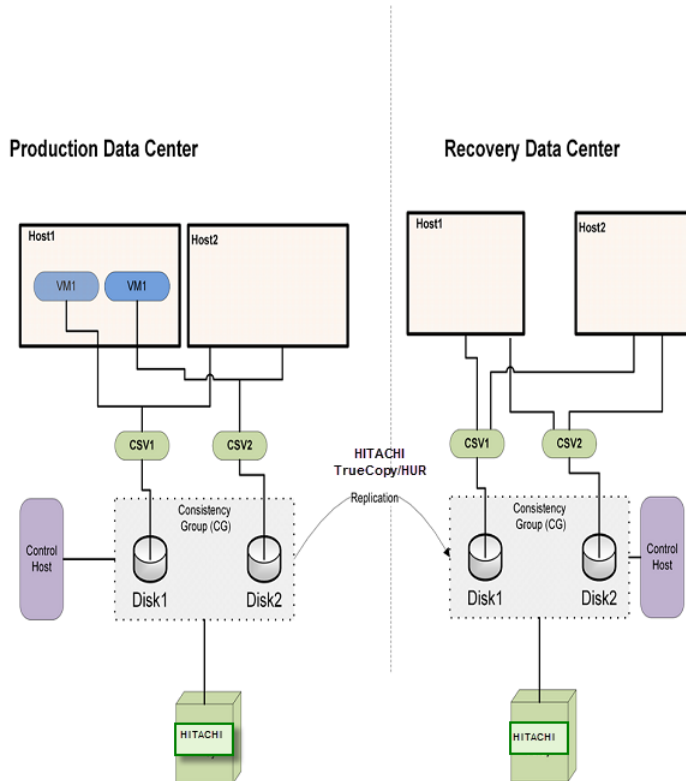 Production Data Center
Recovery Data Center
Host1
Host2
VM1
VM1
Host1
Host2
CSV1
CSV2
CSV1
CSV2
HITACHI
TrueCopy/HUR
Replication
Control
Host
Consistency
Group (CG)
Disk1
Disk2
Consistency
Group (CG)
Disk1
Disk2
Control
Host
HITACHI
HITACHI